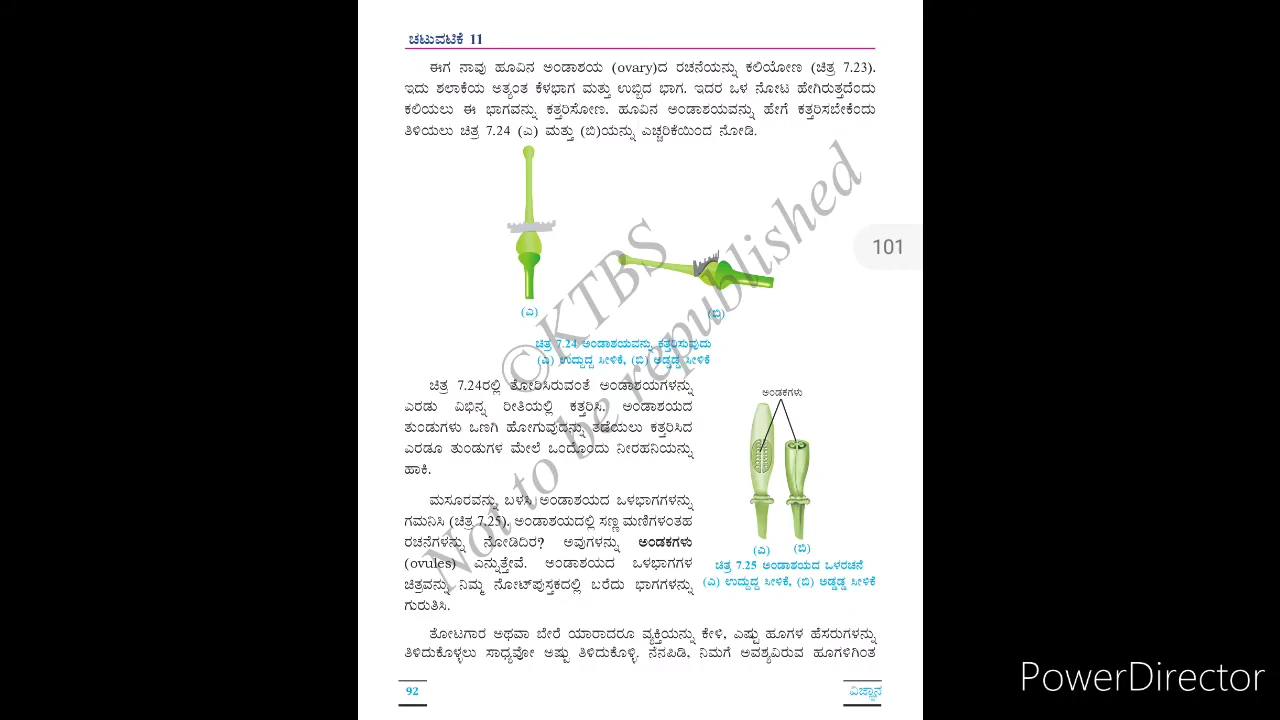 ಚಟುವಟಿಕೆ 11
ಈಗ ನಾವು ಹೂವಿನ ಅಂಡಾಶಯ (ovary)ದ ರಚನೆಯನ್ನು ಕಲಿಯೋಣ (ಚಿತ್ರ 7.23).
ಇದು ಶಲಾಕೆಯ ಅತ್ಯಂತ ಕೆಳಭಾಗ ಮತ್ತು ಉಬ್ಬಿದ ಭಾಗ. ಇದರ ಒಳ ನೋಟ ಹೇಗಿರುತ್ತದೆಂದು
ಕಲಿಯಲು ಈ ಭಾಗವನ್ನು ಕತ್ತರಿಸೋಣ. ಹೂವಿನ ಅಂಡಾಶಯವನ್ನು ಹೇಗೆ ಕತ್ತರಿಸಬೇಕೆಂದು
ತಿಳಿಯಲು ಚಿತ್ರ 7.24 (ಎ) ಮತ್ತು (ಬಿ)ಯನ್ನು ಎಚ್ಚರಿಕೆಯಿಂದ ನೋಡಿ.
101
(ಎ)
(ಬಿ)
ಚಿತ್ರ 7.24 ಅಂಡಾಶಯವನ್ನು ಕತ್ತರಿಸುವುದು
(ಎ) ಉದ್ದುದ್ದ ಸೀಳಿಕೆ, (ಬಿ) ಅಡ್ಡಡ್ಡ ಸೀಳಿಕೆ
ಚಿತ್ರ 7.24ರಲ್ಲಿ ತೋರಿಸಿರುವಂತೆ ಅಂಡಾಶಯಗಳನ್ನು
ಎರಡು ವಿಭಿನ್ನ ರೀತಿಯಲ್ಲಿ ಕತ್ತರಿಸಿ. ಅಂಡಾಶಯದ
ತುಂಡುಗಳು ಒಣಗಿ ಹೋಗುವುದನ್ನು ತಡೆಯಲು ಕತ್ತರಿಸಿದ
ಎರಡೂ ತುಂಡುಗಳ ಮೇಲೆ ಒಂದೊಂದು ನೀರಹನಿಯನ್ನು
ಹಾಕಿ.
ಮಸೂರವನ್ನು ಬಳಸಿ ಅಂಡಾಶಯದ ಒಳಭಾಗಗಳನ್ನು
ಗಮನಿಸಿ (ಚಿತ್ರ 7.25). ಅಂಡಾಶಯದಲ್ಲಿ ಸಣ್ಣ ಮಣಿಗಳಂತಹ
ರಚನೆಗಳನ್ನು ನೋಡಿದಿರ? ಅವುಗಳನ್ನು ಅಂಡಕಗಳು
(ovules) ಎನ್ನುತ್ತೇವೆ. ಅಂಡಾಶಯದ ಒಳಭಾಗಗಳ
ಚಿತ್ರವನ್ನು ನಿಮ್ಮ ನೋಟ್‌ಪುಸ್ತಕದಲ್ಲಿ ಬರೆದು ಭಾಗಗಳನ್ನು
ಗುರುತಿಸಿ.
ಅಂಡಕಗಳು
(ಎ) (ಬಿ)
ಚಿತ್ರ 7.25 ಅಂಡಾಶಯದ ಒಳರಚನೆ
(ಎ) ಉದ್ದುದ್ದ ಸೀಳಿಕೆ, (ಬಿ) ಅಡ್ಡಡ್ಡ ಸೀಳಿಕೆ
ತೋಟಗಾರ ಅಥವಾ ಬೇರೆ ಯಾರಾದರೂ ವ್ಯಕ್ತಿಯನ್ನು ಕೇಳಿ, ಎಷ್ಟು ಹೂಗಳ ಹೆಸರುಗಳನ್ನು
ತಿಳಿದುಕೊಳ್ಳಲು ಸಾಧ್ಯವೋ ಅಷ್ಟು ತಿಳಿದುಕೊಳ್ಳಿ. ನೆನಪಿಡಿ, ನಿಮಗೆ ಅವಶ್ಯವಿರುವ ಹೂಗಳಿಗಿಂತ
92
ವಿಜ್ಞಾನ
©KTBS
Not to be republished
PowerDirector